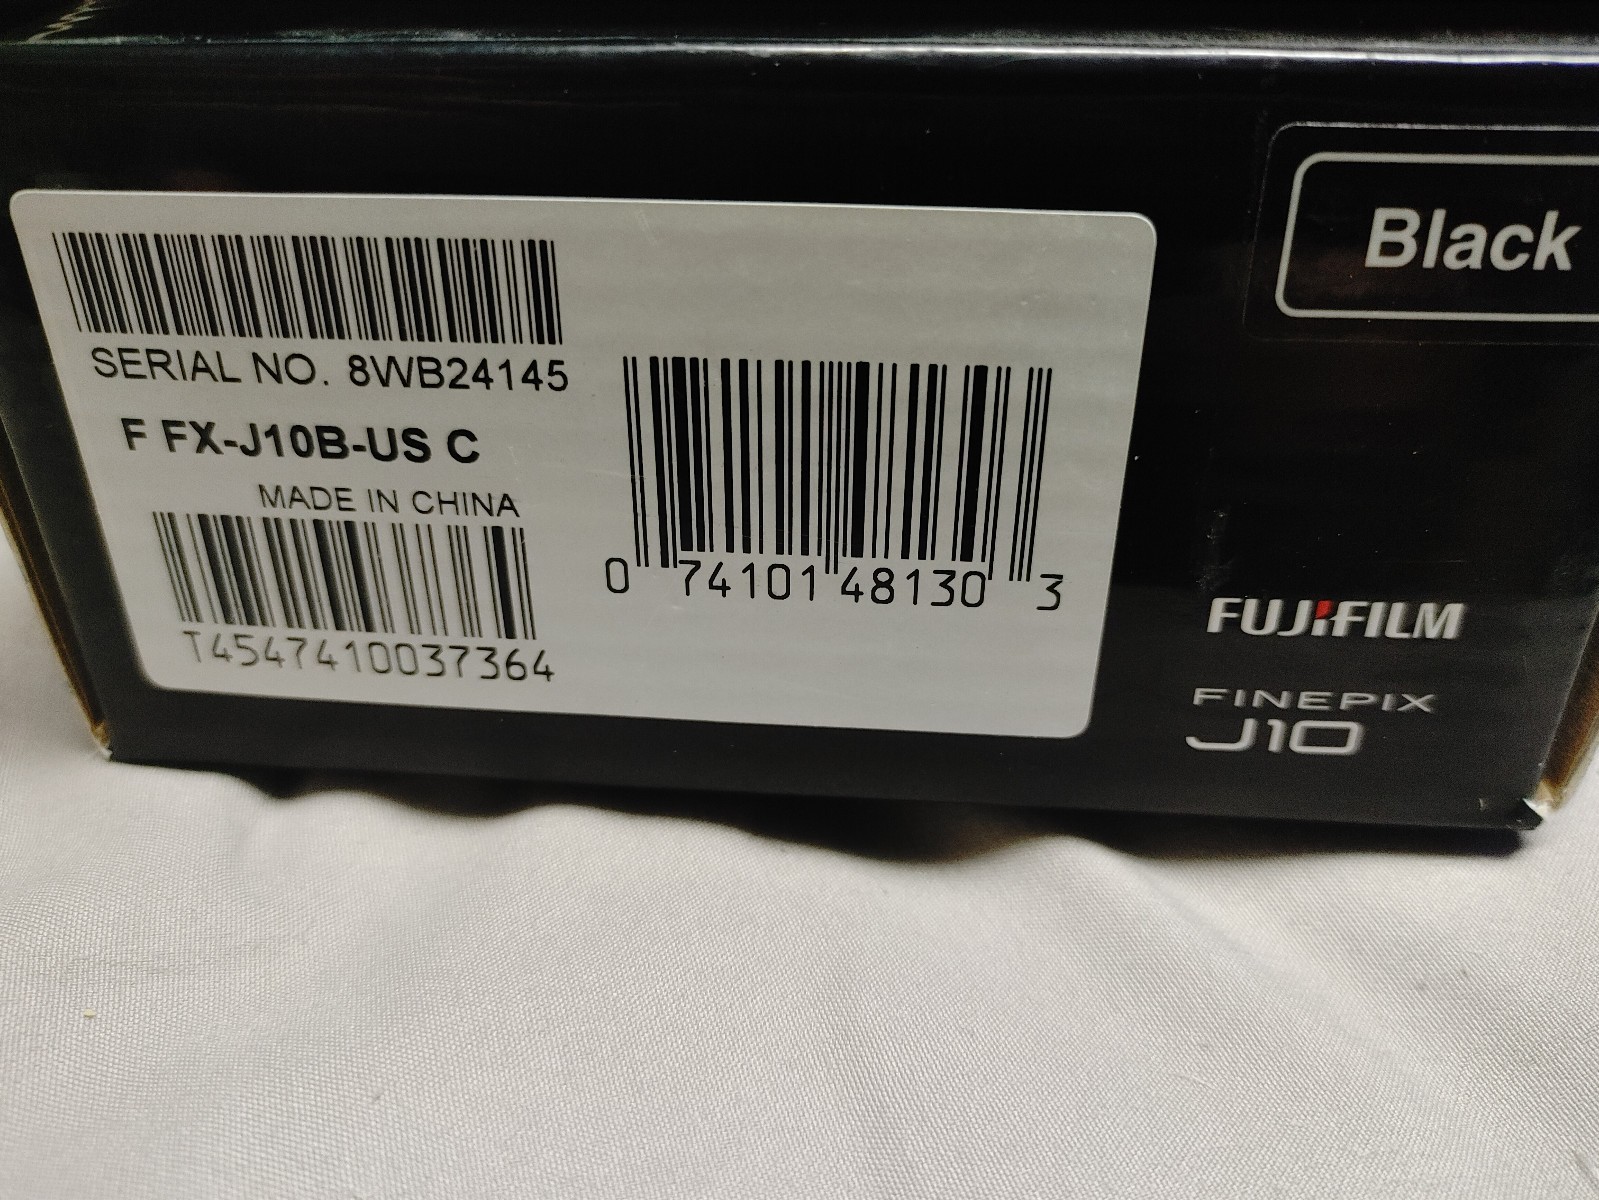 Black
SERIAL NO. 8WB24145
F FX-J10B-US C
MADE IN CHINA
T4547410037364
0 74101 48130 3
FUJIFILM
FINEPIX
J10